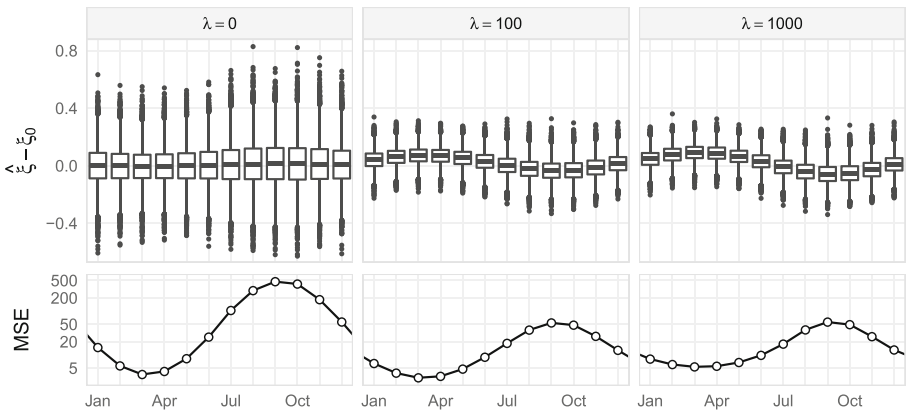 λ = 0
λ = 100
λ = 1000
ξ̂ − ξ₀
0.8
0.4
0.0
−0.4
MSE
500
200
50
20
5
Jan Apr Jul Oct
Jan Apr Jul Oct
Jan Apr Jul Oct